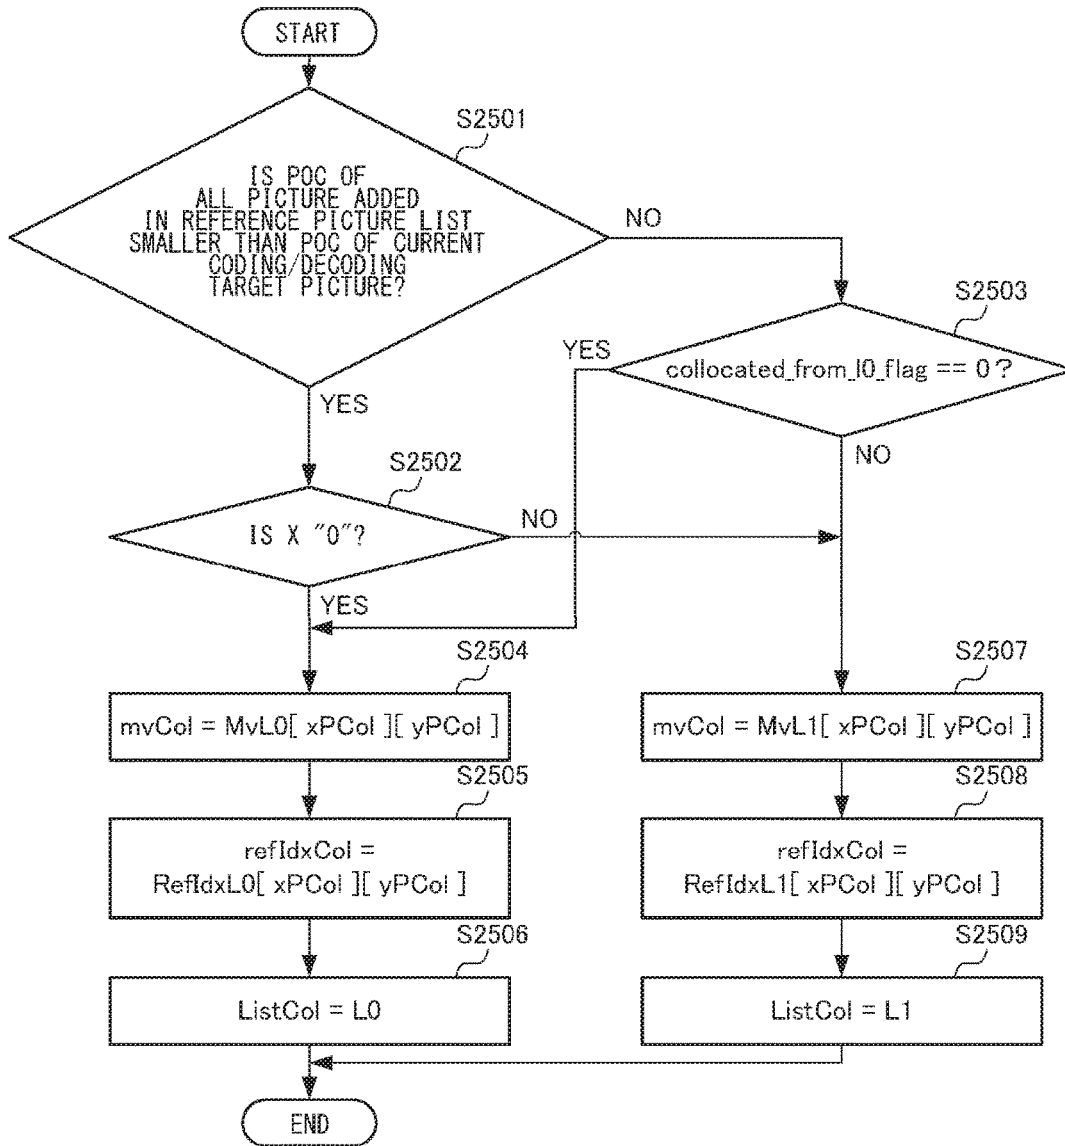 START
S2501
IS POC OF
ALL PICTURE ADDED
IN REFERENCE PICTURE LIST
SMALLER THAN POC OF CURRENT
CODING/DECODING
TARGET PICTURE?
NO
S2503
YES
collocated_from_l0_flag == 0?
YES
NO
S2502
IS X "0"?
NO
YES
S2504
mvCol = MvL0[ xPCol ][ yPCol ]
S2507
mvCol = MvL1[ xPCol ][ yPCol ]
S2505
refIdxCol =
RefIdxL0[ xPCol ][ yPCol ]
S2508
refIdxCol =
RefIdxL1[ xPCol ][ yPCol ]
S2506
ListCol = L0
S2509
ListCol = L1
END